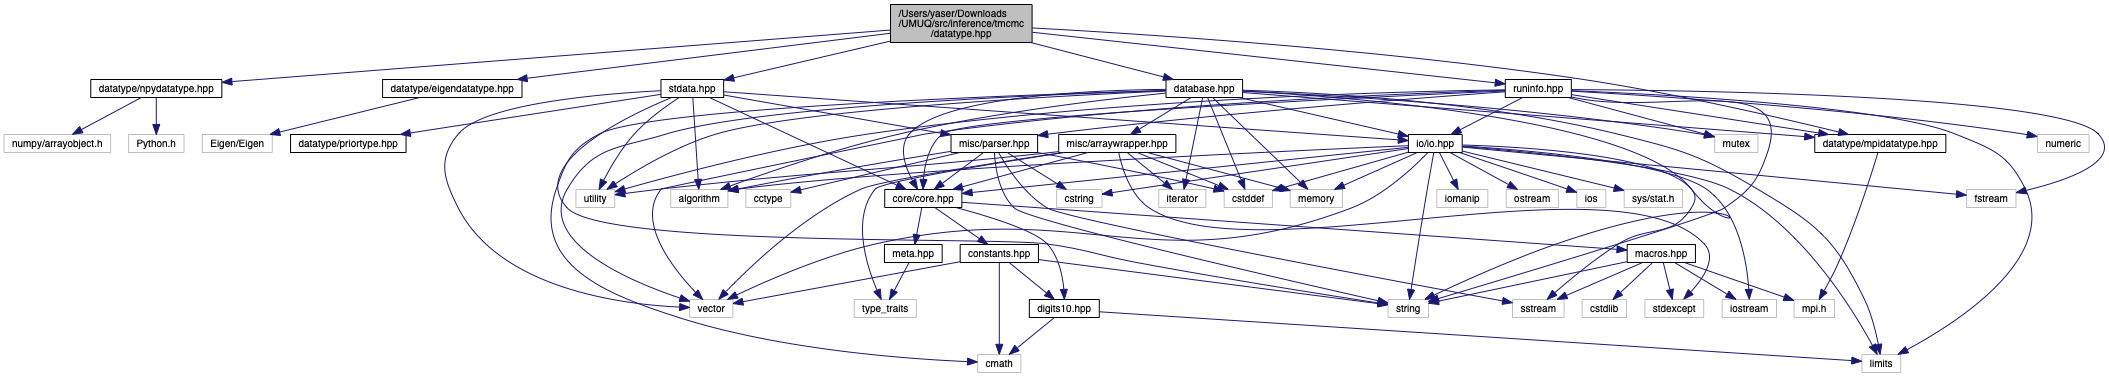 /Users/yaser/Downloads
/UMUQ/src/inference/tmcmc
/datatype.hpp
datatype/npydatatype.hpp
datatype/eigendatatype.hpp
stdata.hpp
database.hpp
runinfo.hpp
numpy/arrayobject.h
Python.h
Eigen/Eigen
datatype/priortype.hpp
misc/parser.hpp
misc/arraywrapper.hpp
io/io.hpp
mutex
datatype/mpidatatype.hpp
numeric
utility
algorithm
cctype
core/core.hpp
cstring
iterator
cstddef
memory
iomanip
ostream
ios
sys/stat.h
fstream
meta.hpp
constants.hpp
macros.hpp
vector
type_traits
digits10.hpp
string
sstream
cstdlib
stdexcept
iostream
mpi.h
cmath
limits